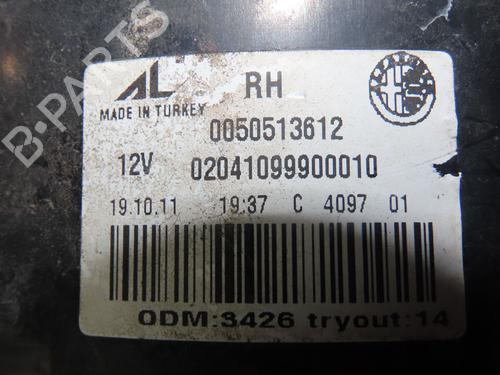 AL
RH
MADE IN TURKEY
0050513612
12V 02041099900010
19.10.11 19:37 C 4097 01
ODM:3426 tryout:14
B-PARTS